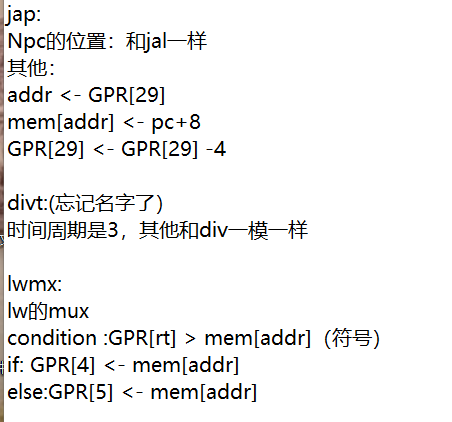 jap:
Npc的位置：和jal一样
其他：
addr <- GPR[29]
mem[addr] <- pc+8
GPR[29] <- GPR[29] -4
divt:(忘记名字了)
时间周期是3，其他和div一模一样
lwmx:
lw的mux
condition :GPR[rt] > mem[addr]（符号）
if: GPR[4] <- mem[addr]
else:GPR[5] <- mem[addr]